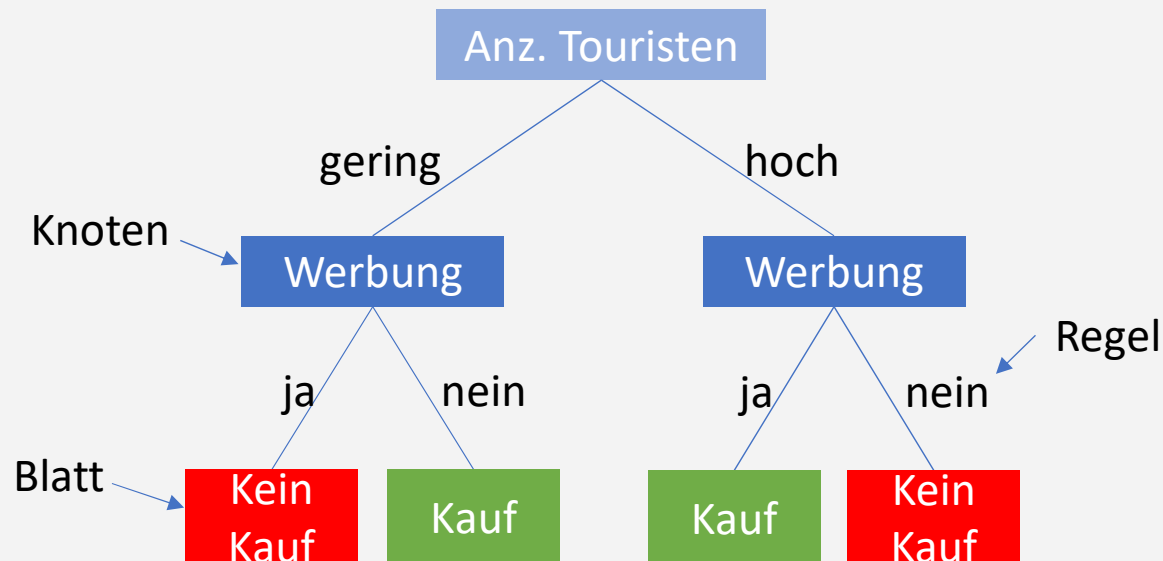 Anz. Touristen
gering
hoch
Knoten
Werbung
Werbung
Regel
ja
nein
ja
nein
Blatt
Kein
Kauf
Kauf
Kauf
Kein
Kauf